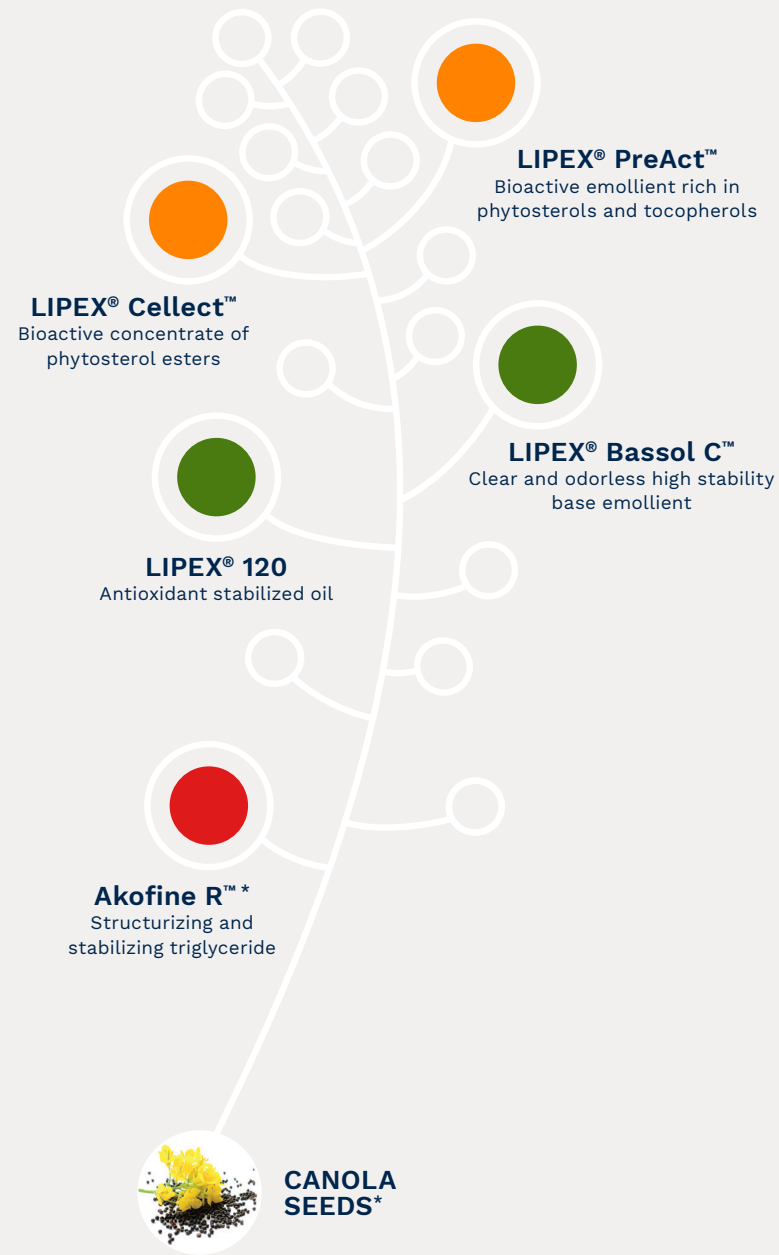 LIPEX® PreAct™
Bioactive emollient rich in
phytosterols and tocopherols
LIPEX® Cellect™
Bioactive concentrate of
phytosterol esters
LIPEX® Bassol C™
Clear and odorless high stability
base emollient
LIPEX® 120
Antioxidant stabilized oil
Akofine R™ *
Structurizing and
stabilizing triglyceride
CANOLA
SEEDS*